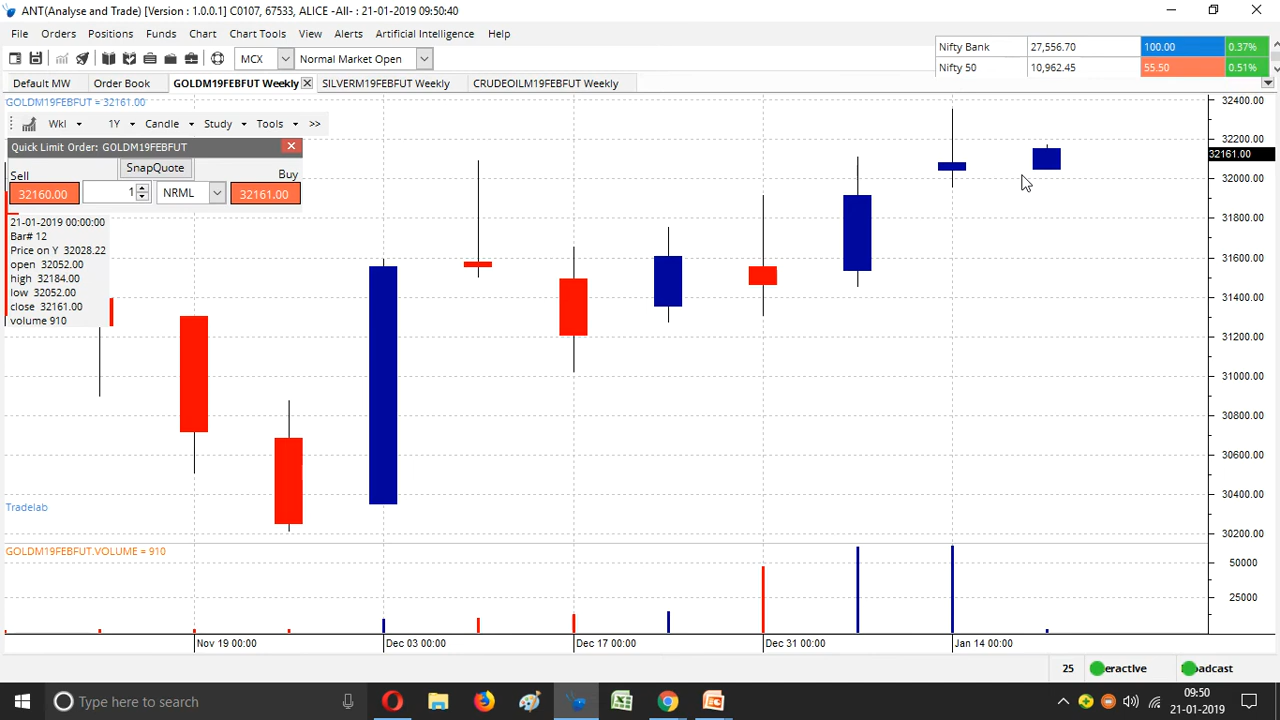 ANT(Analyse and Trade) [Version : 1.0.0.1] C0107, 67533, ALICE -All- : 21-01-2019 09:50:40
File Orders Positions Funds Chart Chart Tools View Alerts Artificial Intelligence Help
MCX Normal Market Open
Nifty Bank 27,556.70 100.00 0.37%
Nifty 50 10,962.45 55.50 0.51%
Default MW Order Book GOLDM19FEBFUT Weekly SILVERM19FEBFUT Weekly CRUDEOILM19FEBFUT Weekly
GOLDM19FEBFUT = 32161.00
Wkl 1Y Candle Study Tools >>
Quick Limit Order: GOLDM19FEBFUT
SnapQuote
Sell Buy
32160.00 1 NRML 32161.00
21-01-2019 00:00:00
Bar# 12
Price on Y 32028.22
open 32052.00
high 32184.00
low 32052.00
close 32161.00
volume 910
32400.00
32200.00
32161.00
32000.00
31800.00
31600.00
31400.00
31200.00
31000.00
30800.00
30600.00
30400.00
30200.00
Tradelab
GOLDM19FEBFUT.VOLUME = 910
50000
25000
Nov 19 00:00 Dec 03 00:00 Dec 17 00:00 Dec 31 00:00 Jan 14 00:00
25 eractIve oadcast
Type here to search
09:50
21-01-2019